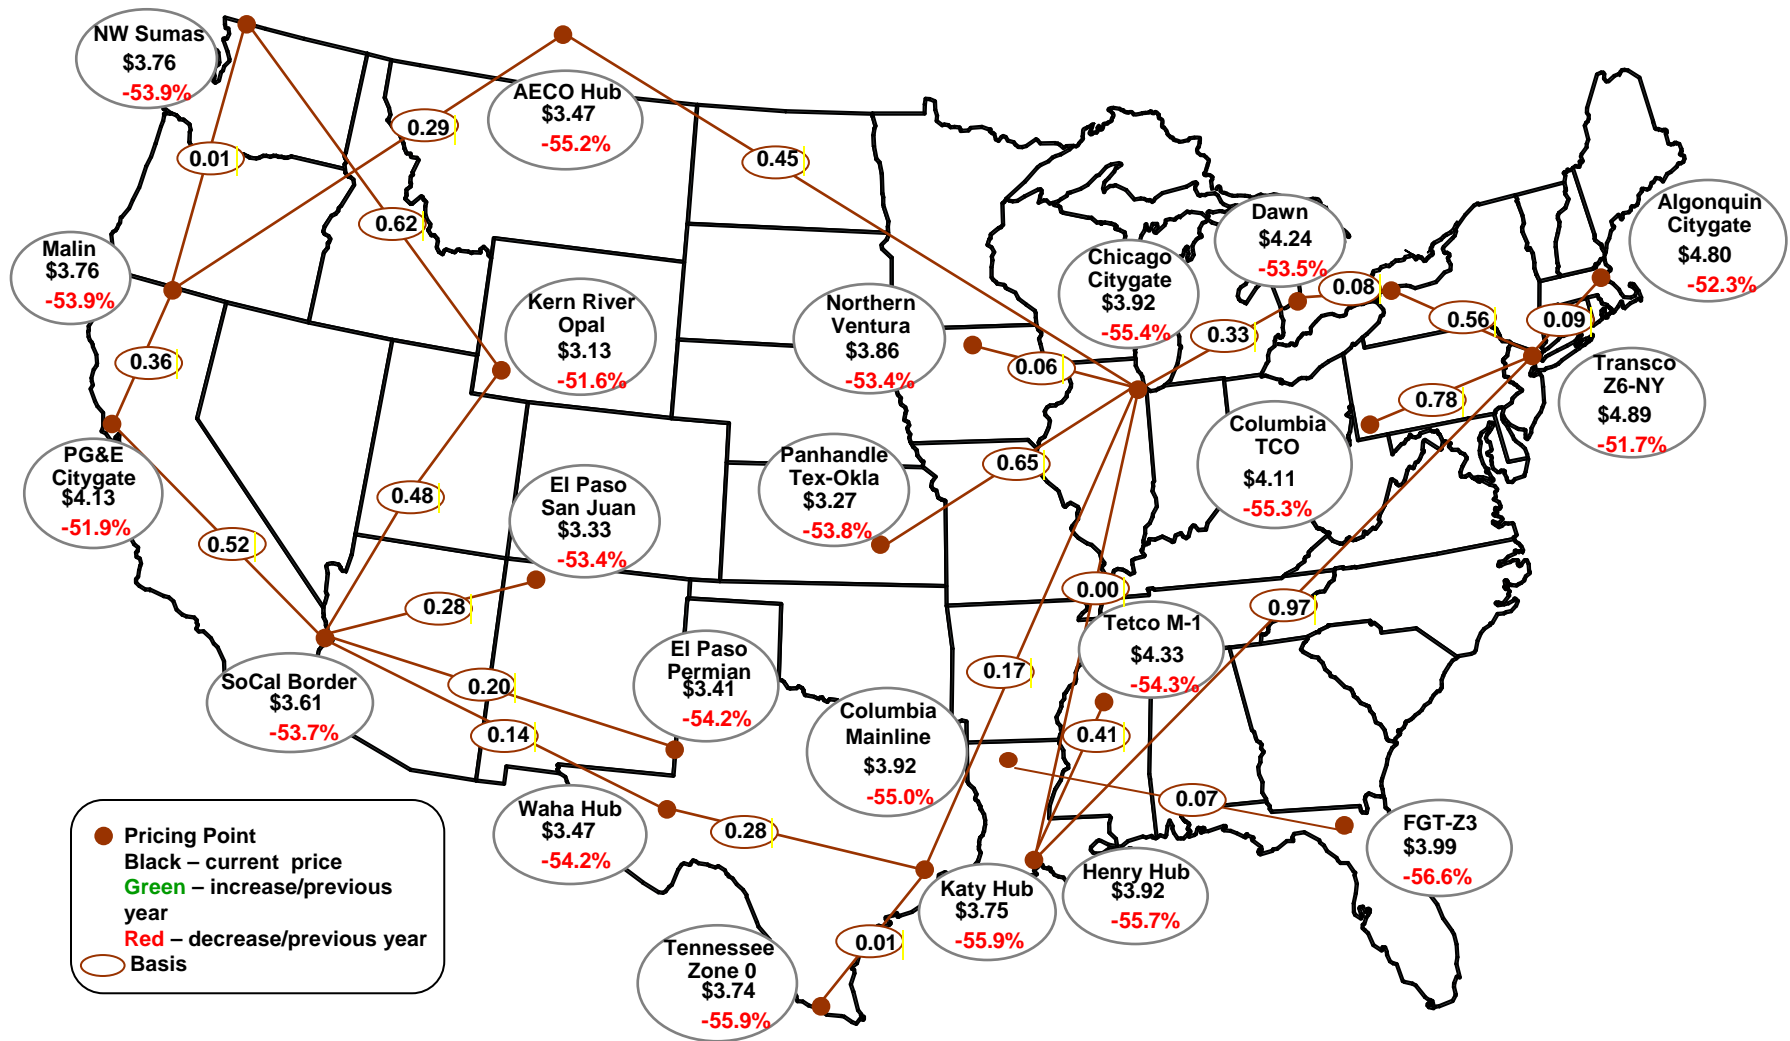 NW Sumas
$3.76
-53.9%
AECO Hub
$3.47
-55.2%
0.29
0.01
0.45
0.62
Malin
$3.76
-53.9%
Kern River
Opal
$3.13
-51.6%
Northern
Ventura
$3.86
-53.4%
Chicago
Citygate
$3.92
-55.4%
Dawn
$4.24
-53.5%
Algonquin
Citygate
$4.80
-52.3%
0.08
0.56
0.09
0.33
0.06
0.36
0.78
Transco
Z6-NY
$4.89
-51.7%
PG&E
Citygate
$4.13
-51.9%
0.48
0.52
El Paso
San Juan
$3.33
-53.4%
Panhandle
Tex-Okla
$3.27
-53.8%
0.65
Columbia
TCO
$4.11
-55.3%
0.28
0.00
0.97
Tetco M-1
$4.33
-54.3%
El Paso
Permian
$3.41
-54.2%
0.17
0.20
0.14
SoCal Border
$3.61
-53.7%
Columbia
Mainline
$3.92
-55.0%
0.41
0.07
Waha Hub
$3.47
-54.2%
0.28
FGT-Z3
$3.99
-56.6%
Katy Hub
$3.75
-55.9%
Henry Hub
$3.92
-55.7%
0.01
Tennessee
Zone 0
$3.74
-55.9%
Pricing Point
Black – current price
Green – increase/previous
year
Red – decrease/previous year
Basis